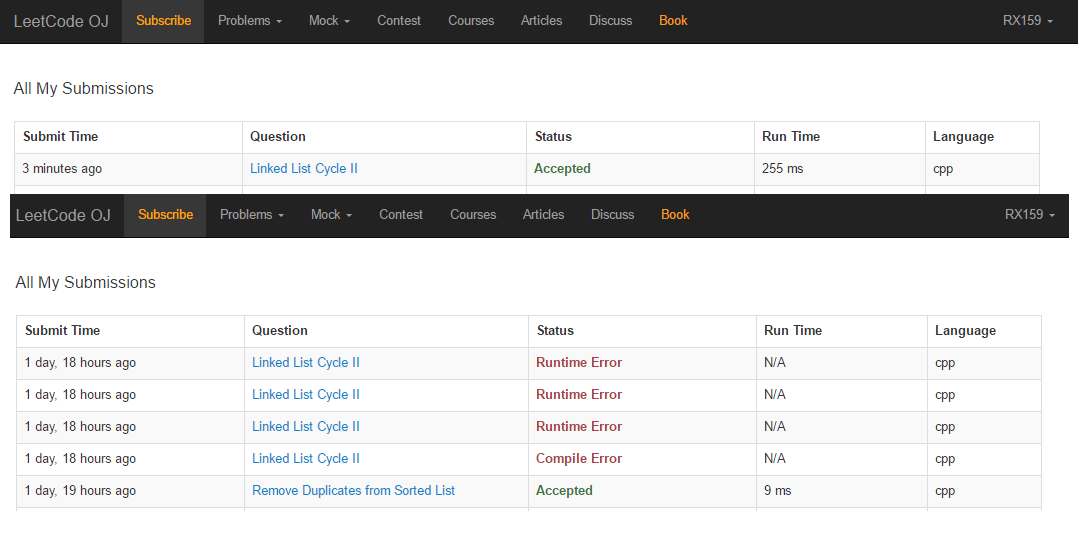 LeetCode OJ Subscribe Problems Mock Contest Courses Articles Discuss Book RX159
All My Submissions
Submit Time Question Status Run Time Language
3 minutes ago Linked List Cycle II Accepted 255 ms cpp
LeetCode OJ Subscribe Problems Mock Contest Courses Articles Discuss Book RX159
All My Submissions
Submit Time Question Status Run Time Language
1 day, 18 hours ago Linked List Cycle II Runtime Error N/A cpp
1 day, 18 hours ago Linked List Cycle II Runtime Error N/A cpp
1 day, 18 hours ago Linked List Cycle II Runtime Error N/A cpp
1 day, 18 hours ago Linked List Cycle II Compile Error N/A cpp
1 day, 19 hours ago Remove Duplicates from Sorted List Accepted 9 ms cpp